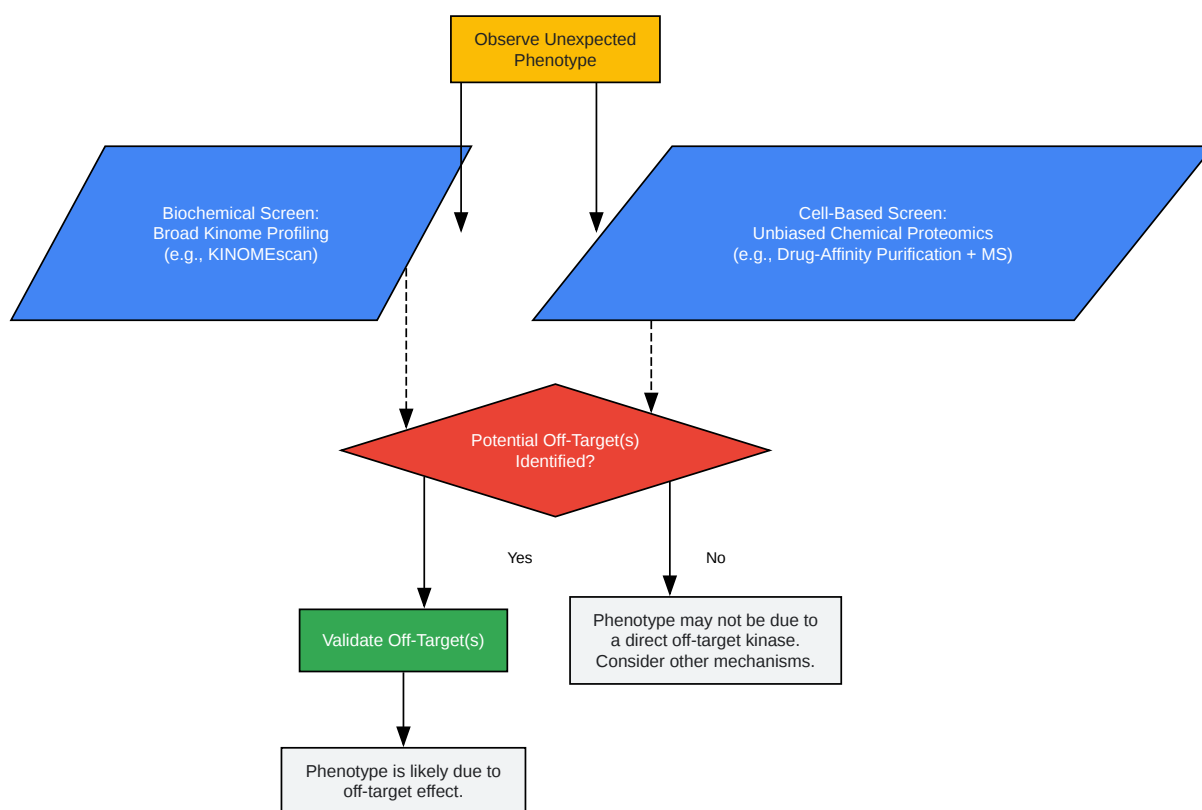 Observe Unexpected
Phenotype
Biochemical Screen:
Broad Kinome Profiling
(e.g., KINOMEscan)
Cell-Based Screen:
Unbiased Chemical Proteomics
(e.g., Drug-Affinity Purification + MS)
Potential Off-Target(s)
Identified?
Yes
No
Validate Off-Target(s)
Phenotype may not be due to
a direct off-target kinase.
Consider other mechanisms.
Phenotype is likely due to
off-target effect.